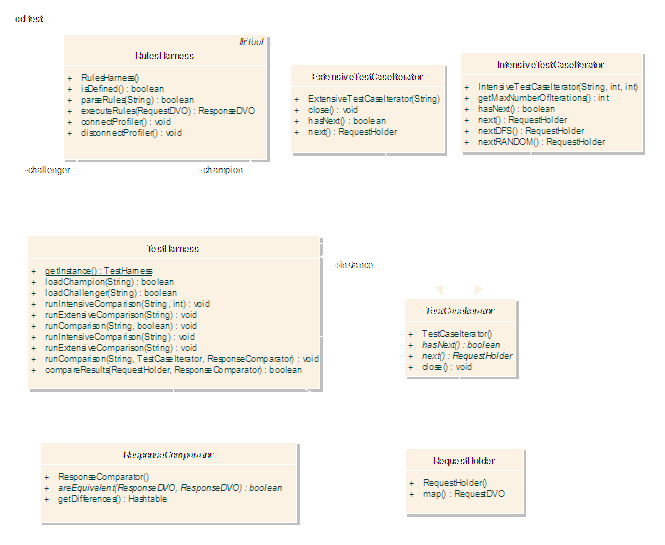 cd test
RulesHarness
+ RulesHarness()
+ isDefined() : boolean
+ parseRules(String) : boolean
+ executeRules(RequestDVO) : ResponseDVO
+ connectProfiler() : void
+ disconnectProfiler() : void
ExtensiveTestCaseIterator
+ ExtensiveTestCaseIterator(String)
+ close() : void
+ hasNext() : boolean
+ next() : RequestHolder
IntensiveTestCaseIterator
+ IntensiveTestCaseIterator(String, int, int)
+ getMaxNumberOfIterations() : int
+ hasNext() : boolean
+ next() : RequestHolder
+ nextDFS() : RequestHolder
+ nextRANDOM() : RequestHolder
-challenger
-champion
TestHarness
+ getInstance() : TestHarness
+ loadChampion(String) : boolean
+ loadChallenger(String) : boolean
+ runIntensiveComparison(String, int) : void
+ runExtensiveComparison(String) : void
+ runComparison(String, boolean) : void
+ runIntensiveComparison(String) : void
+ runExtensiveComparison(String) : void
+ runComparison(String, TestCaseIterator, ResponseComparator) : void
+ compareResults(RequestHolder, ResponseComparator) : boolean
-instance
TestCaseIterator
+ TestCaseIterator()
+ hasNext() : boolean
+ next() : RequestHolder
+ close() : void
ResponseComparator
+ ResponseComparator()
+ areEquivalent(ResponseDVO, ResponseDVO) : boolean
+ getDifferences() : Hashtable
RequestHolder
+ RequestHolder()
+ map() : RequestDVO